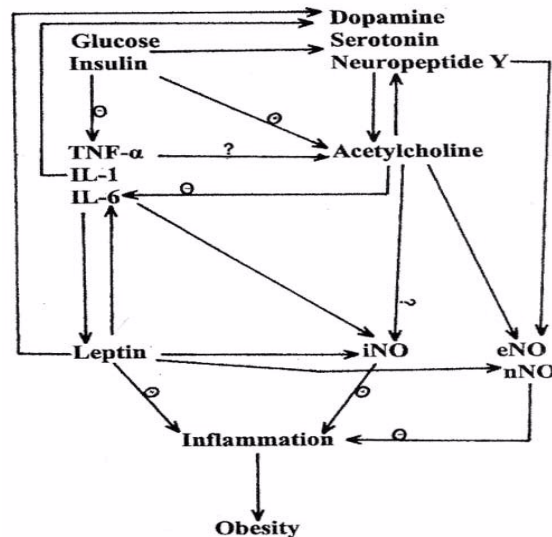 Dopamine
Glucose
Serotonin
Insulin
Neuropeptide Y
⊖
⊖
TNF-α
?
Acetylcholine
IL-1
⊖
IL-6
?
Leptin
iNO
eNO
nNO
⊖
⊖
⊖
Inflammation
Obesity